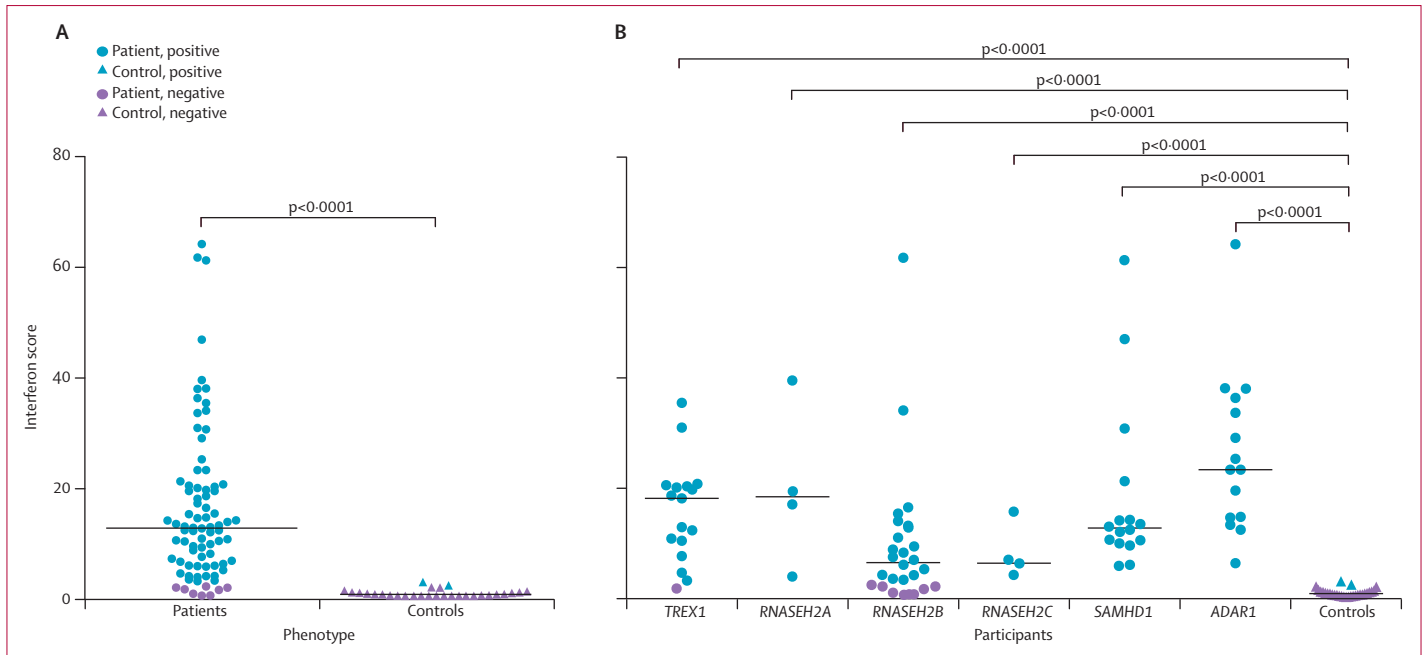 A
Patient, positive
Control, positive
Patient, negative
Control, negative
80
60
40
20
0
Interferon score
p<0·0001
Patients
Controls
Phenotype
B
p<0·0001
p<0·0001
p<0·0001
p<0·0001
p<0·0001
p<0·0001
TREX1
RNASEH2A
RNASEH2B
RNASEH2C
SAMHD1
ADAR1
Controls
Participants